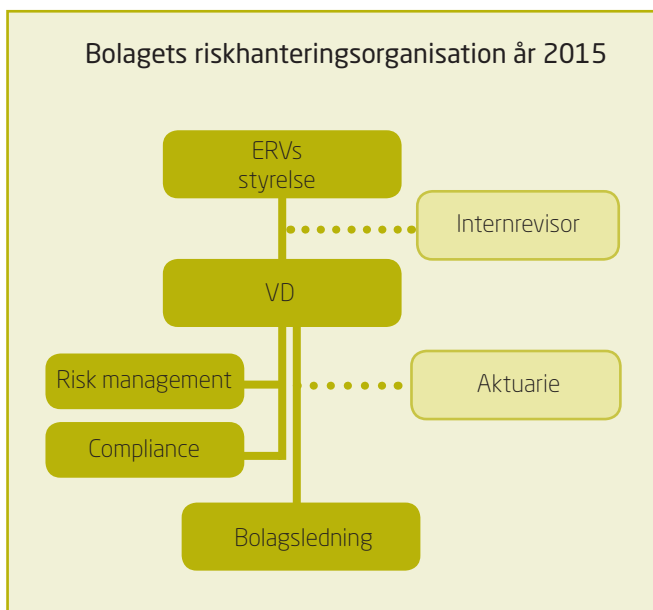 Bolagets riskhanteringsorganisation år 2015
ERVs
styrelse
Internrevisor
VD
Risk management
Aktuarie
Compliance
Bolagsledning